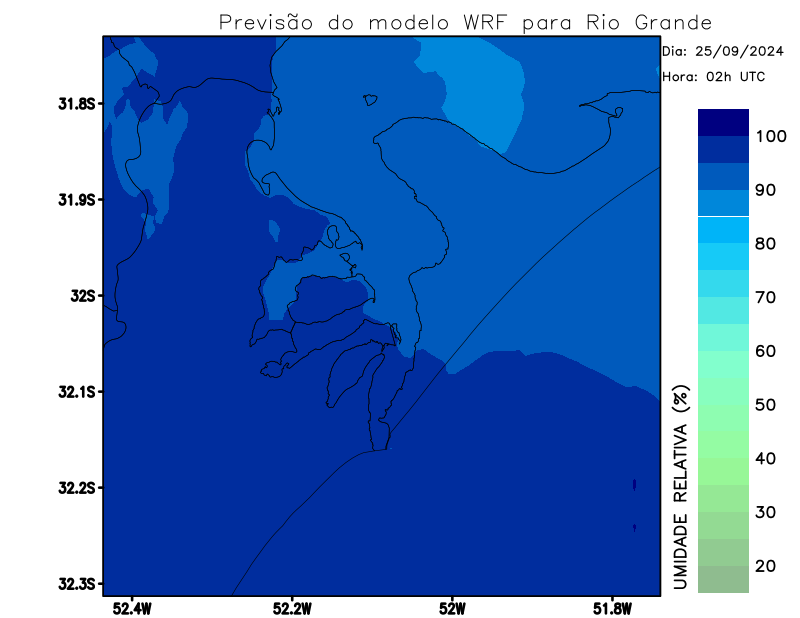 Previsão do modelo WRF para Rio Grande
Dia: 25/09/2024
Hora: 02h UTC
31.8S
31.9S
32S
32.1S
32.2S
32.3S
52.4W
52.2W
52W
51.8W
100
90
80
70
60
50
40
30
20
UMIDADE RELATIVA (%)